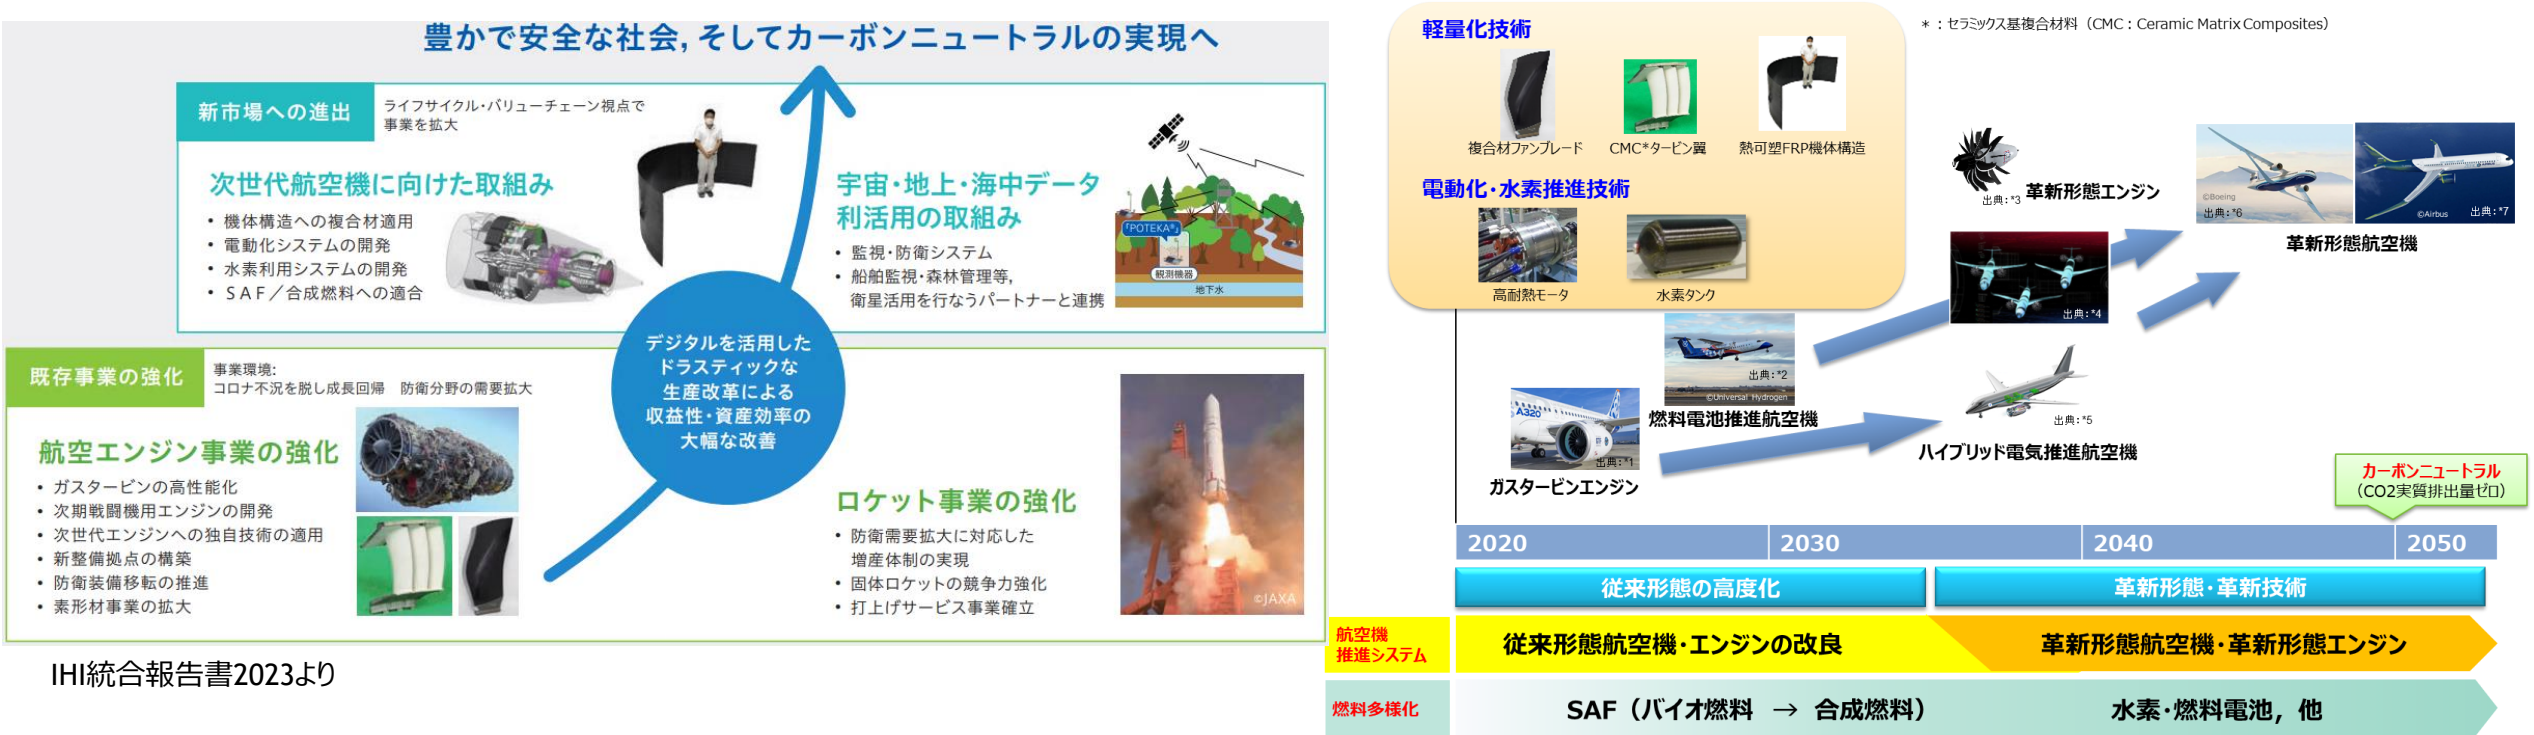 豊かで安全な社会，そしてカーボンニュートラルの実現へ
新市場への進出
ライフサイクル・バリューチェーン視点で
事業を拡大
次世代航空機に向けた取組み
• 機体構造への複合材適用
• 電動化システムの開発
• 水素利用システムの開発
• ＳＡＦ／合成燃料への適合
宇宙・地上・海中データ
利活用の取組み
• 監視・防衛システム
• 船舶監視・森林管理等，
衛星活用を行なうパートナーと連携
「POTEKA®」
観測機器
地下水
デジタルを活用した
ドラスティックな
生産改革による
収益性・資産効率の
大幅な改善
既存事業の強化
事業環境:
コロナ不況を脱し成長回帰　防衛分野の需要拡大
航空エンジン事業の強化
• ガスタービンの高性能化
• 次期戦闘機用エンジンの開発
• 次世代エンジンへの独自技術の適用
• 新整備拠点の構築
• 防衛装備移転の推進
• 素形材事業の拡大
ロケット事業の強化
• 防衛需要拡大に対応した
増産体制の実現
• 固体ロケットの競争力強化
• 打上げサービス事業確立
©JAXA
IHI統合報告書2023より
＊：セラミックス基複合材料（CMC：Ceramic Matrix Composites）
軽量化技術
複合材ファンブレード
CMC*タービン翼
熱可塑FRP機体構造
電動化・水素推進技術
高耐熱モータ
水素タンク
出典：*3
革新形態エンジン
©Boeing
出典：*6
©Airbus
出典：*7
革新形態航空機
出典：*4
出典：*2
©Universal Hydrogen
燃料電池推進航空機
A320
出典：*1
ガスタービンエンジン
出典：*5
ハイブリッド電気推進航空機
カーボンニュートラル
（CO2実質排出量ゼロ）
2020
2030
2040
2050
従来形態の高度化
革新形態・革新技術
航空機
推進システム
従来形態航空機・エンジンの改良
革新形態航空機・革新形態エンジン
燃料多様化
SAF（バイオ燃料　→　合成燃料）
水素・燃料電池，他